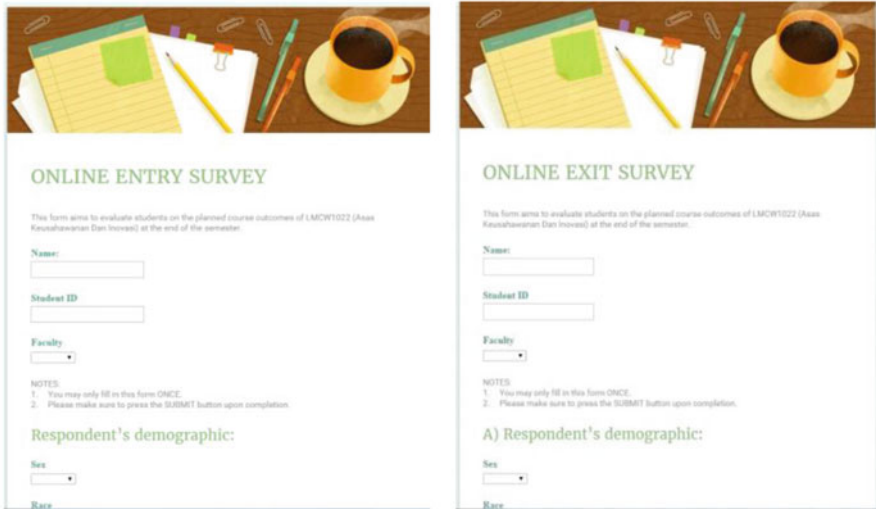 ONLINE ENTRY SURVEY
This form aims to evaluate students on the planned course outcomes of LMCW1022 (Asas
Keusahawanan Dan Inovasi) at the end of the semester.
Name:
Student ID
Faculty
NOTES:
1. You may only fill in this form ONCE.
2. Please make sure to press the SUBMIT button upon completion.
Respondent's demographic:
Sex
Race
ONLINE EXIT SURVEY
This form aims to evaluate students on the planned course outcomes of LMCW1022 (Asas
Keusahawanan Dan Inovasi) at the end of the semester.
Name:
Student ID
Faculty
NOTES:
1. You may only fill in this form ONCE.
2. Please make sure to press the SUBMIT button upon completion.
A) Respondent's demographic:
Sex
Race